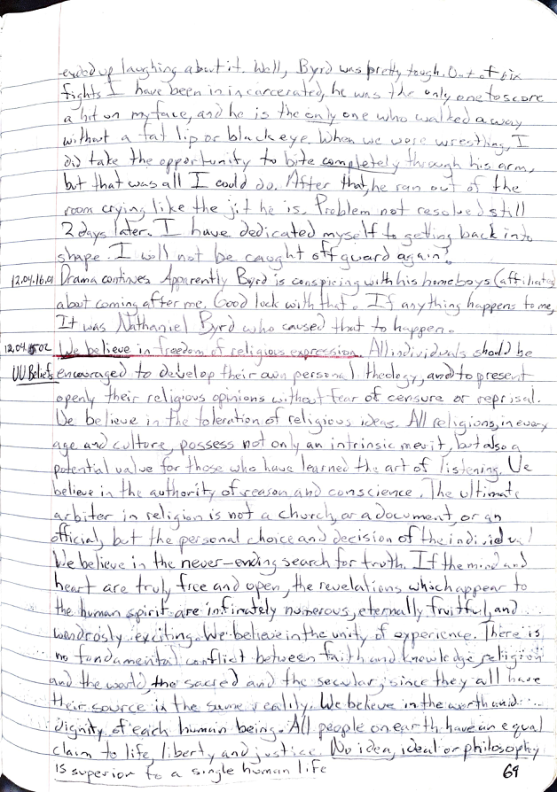 ended up laughing about it. Well, Byrd was pretty tough. Out of six
fights I have been in incarcerated, he was the only one to score
a hit on my face, and he is the only one who walked away
without a fat lip or black eye. When we were wrestling, I
did take the opportunity to bite completely through his arm,
but that was all I could do. After that, he ran out of the
room crying like the jit he is. Problem not resolved still
2 days later. I have dedicated myself to getting back into
shape. I will not be caught off guard again!
12.04.16.01 Drama continues. Apparently Byrd is conspiring with his homeboys (affiliated)
about coming after me. Good luck with that. If anything happens to me,
It was Nathaniel Byrd who caused that to happen.
12.04.15.02 We believe in freedom of religious expression. All individuals should be
UU Beliefs encouraged to develop their own personal theology, and to present
openly their religious opinions without fear of censure or reprisal.
We believe in the toleration of religious ideas. All religions, in every
age and culture, possess not only an intrinsic merit, but also a
potential value for those who have learned the art of listening. We
believe in the authority of reason and conscience. The ultimate
arbiter in religion is not a church, or a document, or an
official, but the personal choice and decision of the individual
We believe in the never-ending search for truth. If the mind and
heart are truly free and open, the revelations which appear to
the human spirit are infinately numerous, eternally fruitful, and
wondrosly exciting. We believe in the unity of experience. There is
no fundamental conflict between faith and knowledge, religion
and the world, the sacred and the secular, since they all have
their source in the same reality. We believe in the worth and
dignity of each human being. All people on earth have an equal
claim to life, liberty, and justice. No idea, ideal or philosophy
is superior to a single human life
69